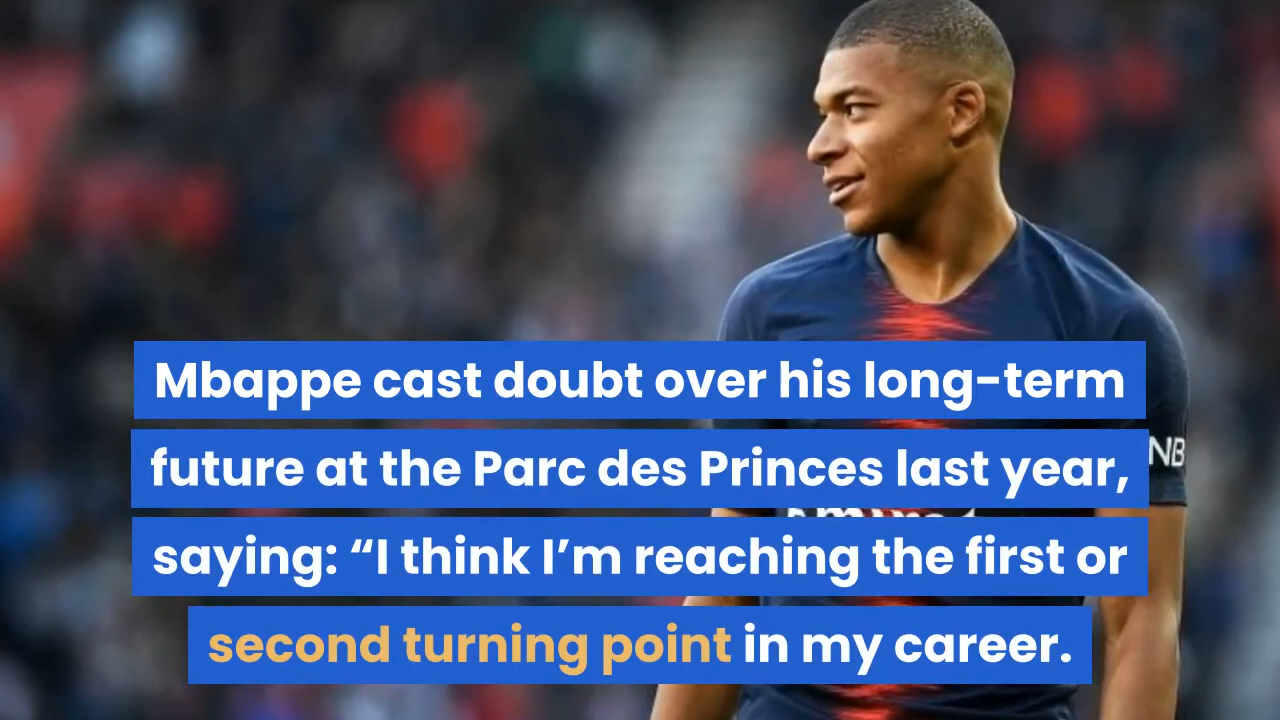 Mbappe cast doubt over his long-term
future at the Parc des Princes last year,
NB
saying: “I think I’m reaching the first or
second turning point in my career.